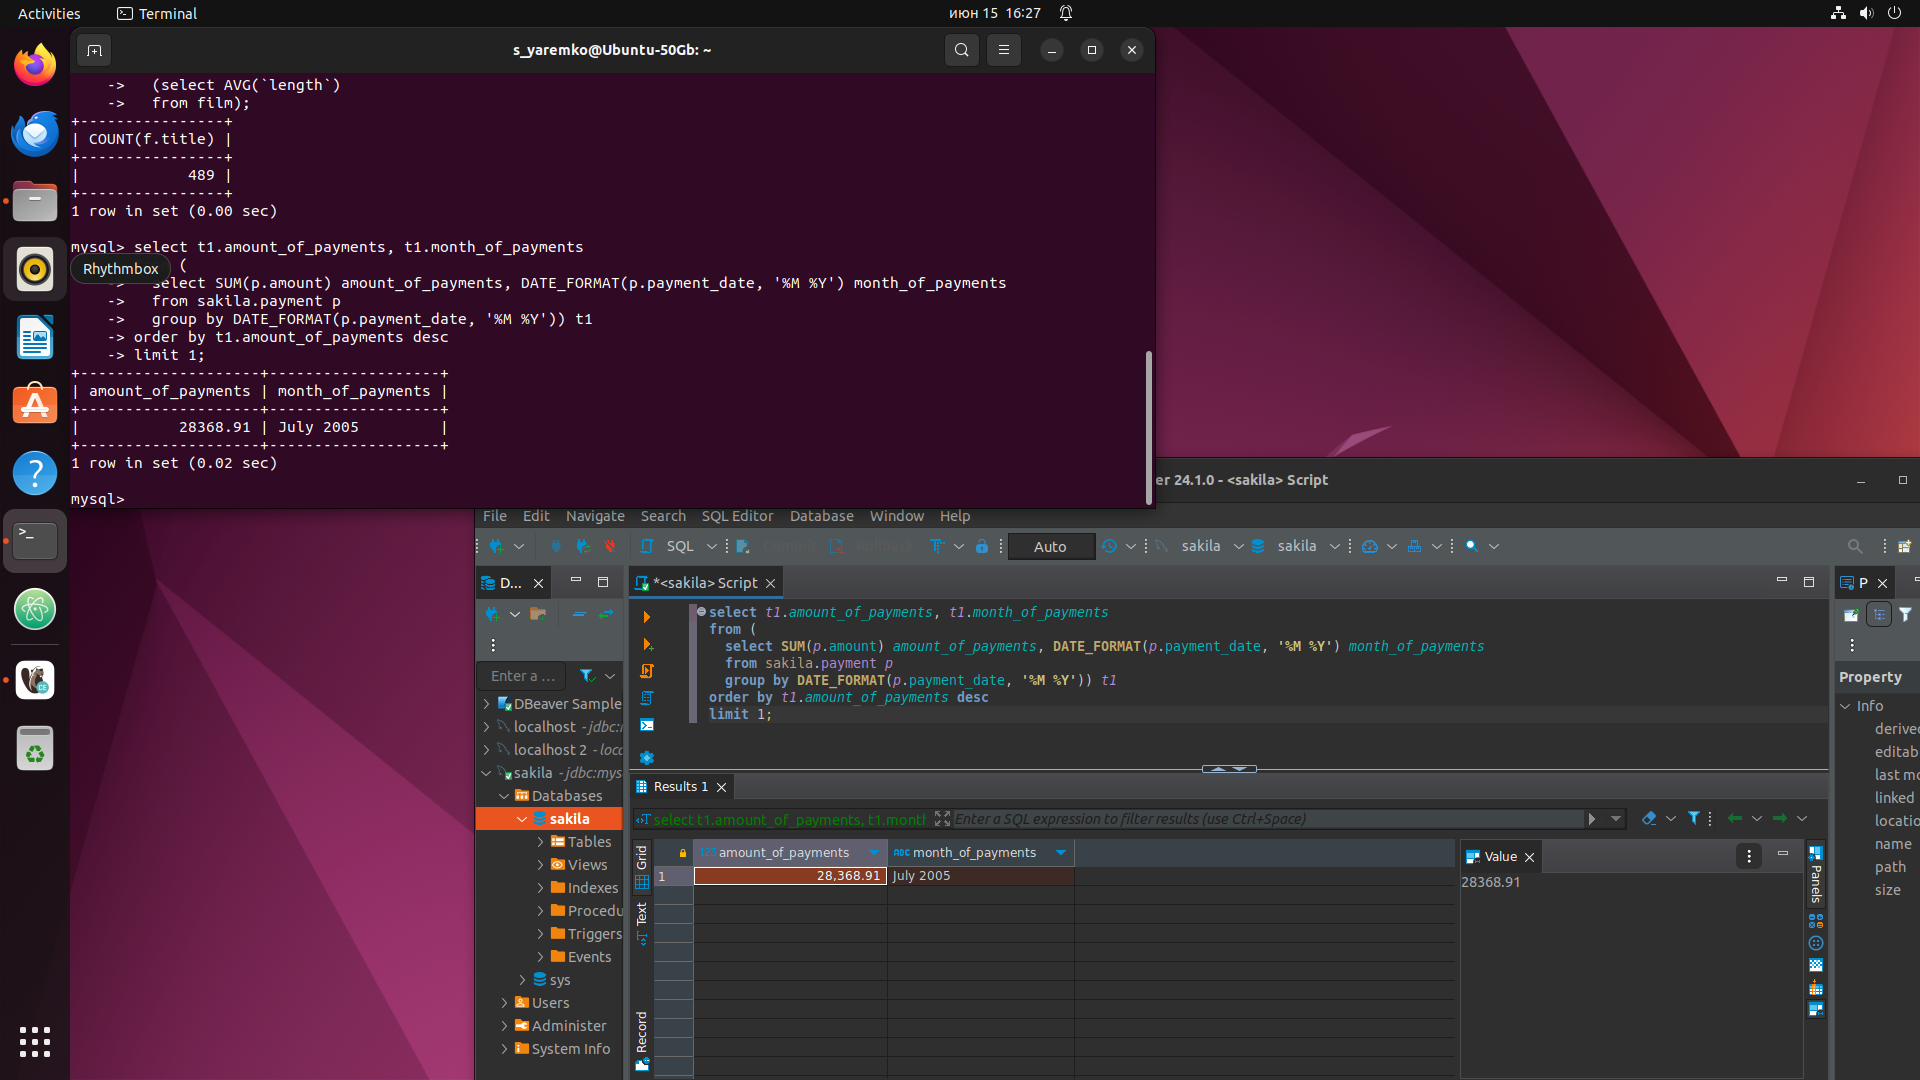 Activities
Terminal
июн 15 16:27
s_yaremko@Ubuntu-50Gb: ~
-> (select AVG(`length`)
-> from film);
+----------------+
| COUNT(f.title) |
+----------------+
| 489 |
+----------------+
1 row in set (0.00 sec)
mysql> select t1.amount_of_payments, t1.month_of_payments
(
Rhythmbox
-> select SUM(p.amount) amount_of_payments, DATE_FORMAT(p.payment_date, '%M %Y') month_of_payments
-> from sakila.payment p
-> group by DATE_FORMAT(p.payment_date, '%M %Y')) t1
-> order by t1.amount_of_payments desc
-> limit 1;
+--------------------+-------------------+
| amount_of_payments | month_of_payments |
+--------------------+-------------------+
| 28368.91 | July 2005 |
+--------------------+-------------------+
1 row in set (0.02 sec)
mysql>
er 24.1.0 - <sakila> Script
File Edit Navigate Search SQL Editor Database Window Help
SQL Auto sakila sakila
D...
*<sakila> Script
P
Enter a ...
DBeaver Sample
localhost - jdbc:m
localhost 2 - loca
sakila - jdbc:mys
Databases
sakila
Tables
Views
Indexes
Procedu
Triggers
Events
sys
Users
Administer
System Info
select t1.amount_of_payments, t1.month_of_payments
from (
select SUM(p.amount) amount_of_payments, DATE_FORMAT(p.payment_date, '%M %Y') month_of_payments
from sakila.payment p
group by DATE_FORMAT(p.payment_date, '%M %Y')) t1
order by t1.amount_of_payments desc
limit 1;
Results 1
select t1.amount_of_payments, t1.mont
Enter a SQL expression to filter results (use Ctrl+Space)
Grid
Text
Record
123 amount_of_payments
ABC month_of_payments
1 28,368.91 July 2005
Value
28368.91
Panels
Property
Info
derived
editab
last mo
linked
locatio
name
path
size